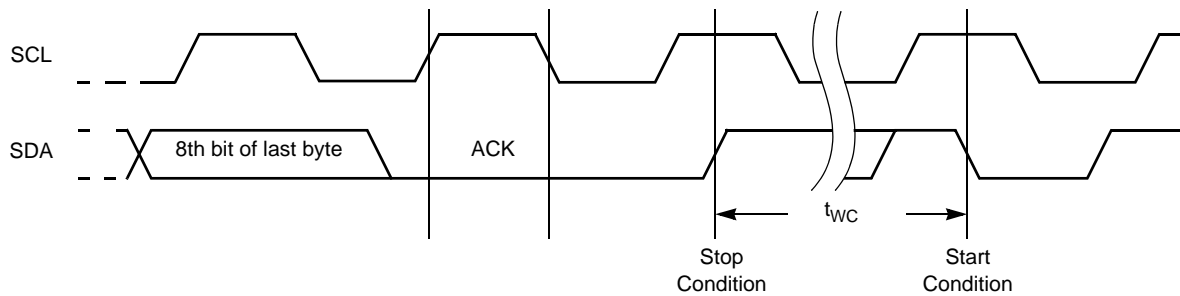 SCL
SDA
8th bit of last byte
ACK
tWC
Stop
Condition
Start
Condition